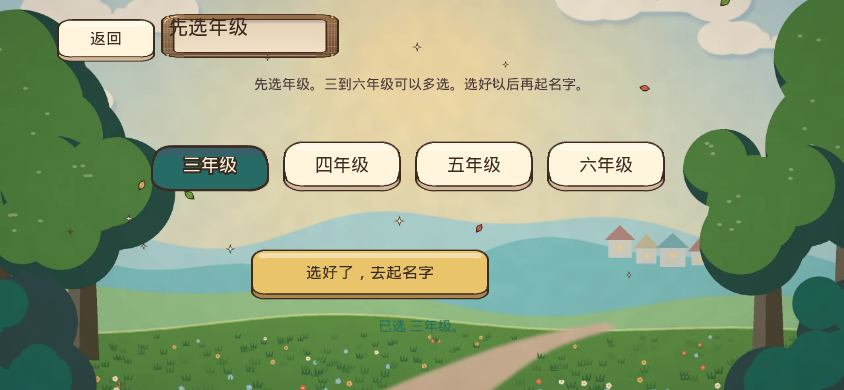 返回
先选年级
先选年级。三到六年级可以多选。选好以后再起名字。
三年级
四年级
五年级
六年级
选好了，去起名字
已选 三年级。